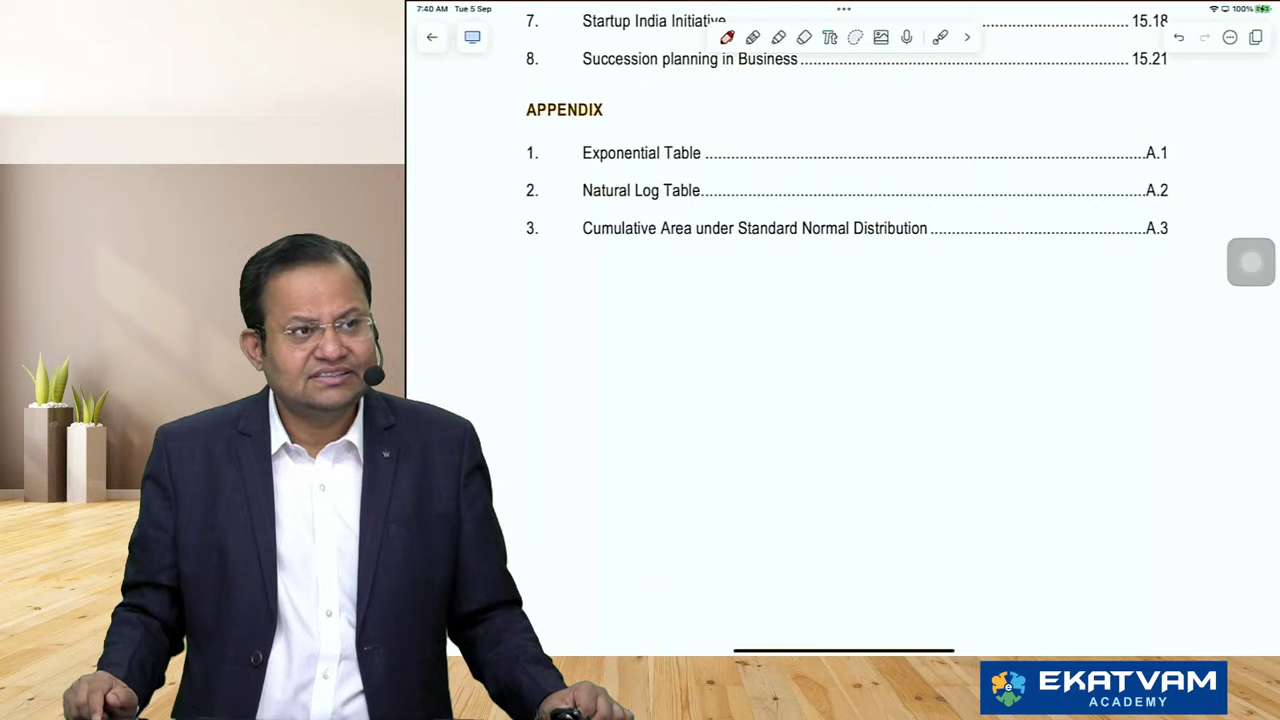 7:40 AM Tue 5 Sep
100%
7. Startup India Initiative 15.18
8. Succession planning in Business 15.21
APPENDIX
1. Exponential Table A.1
2. Natural Log Table A.2
3. Cumulative Area under Standard Normal Distribution A.3
EKATVAM
ACADEMY